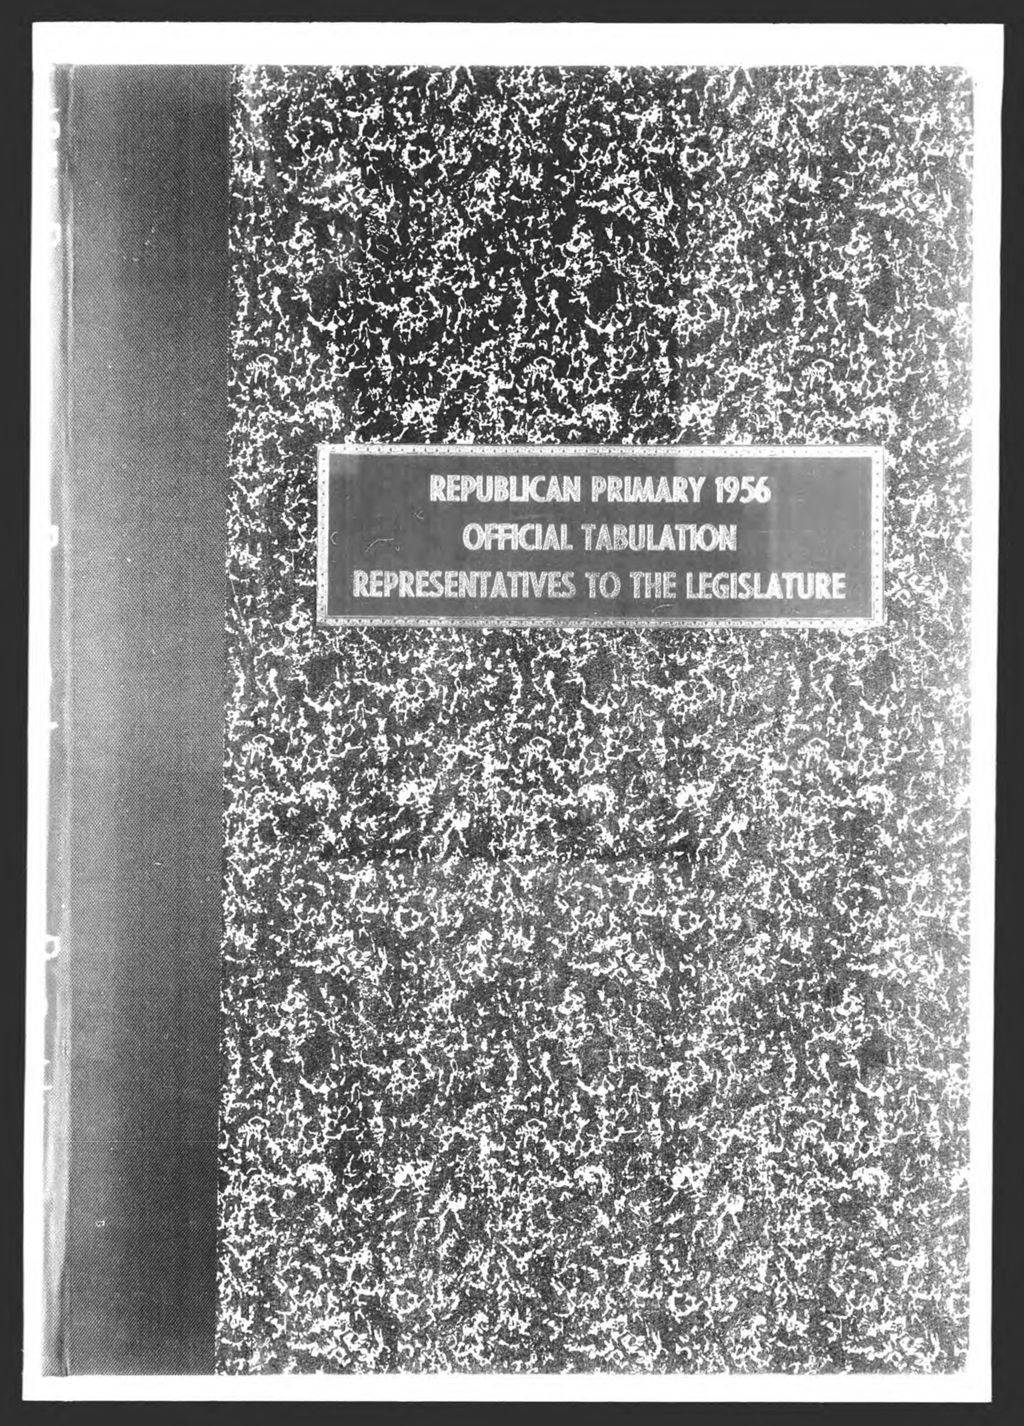 REPUBLICAN PRIMARY 1956
OFFICIAL TABULATION
REPRESENTATIVES TO THE LEGISLATURE